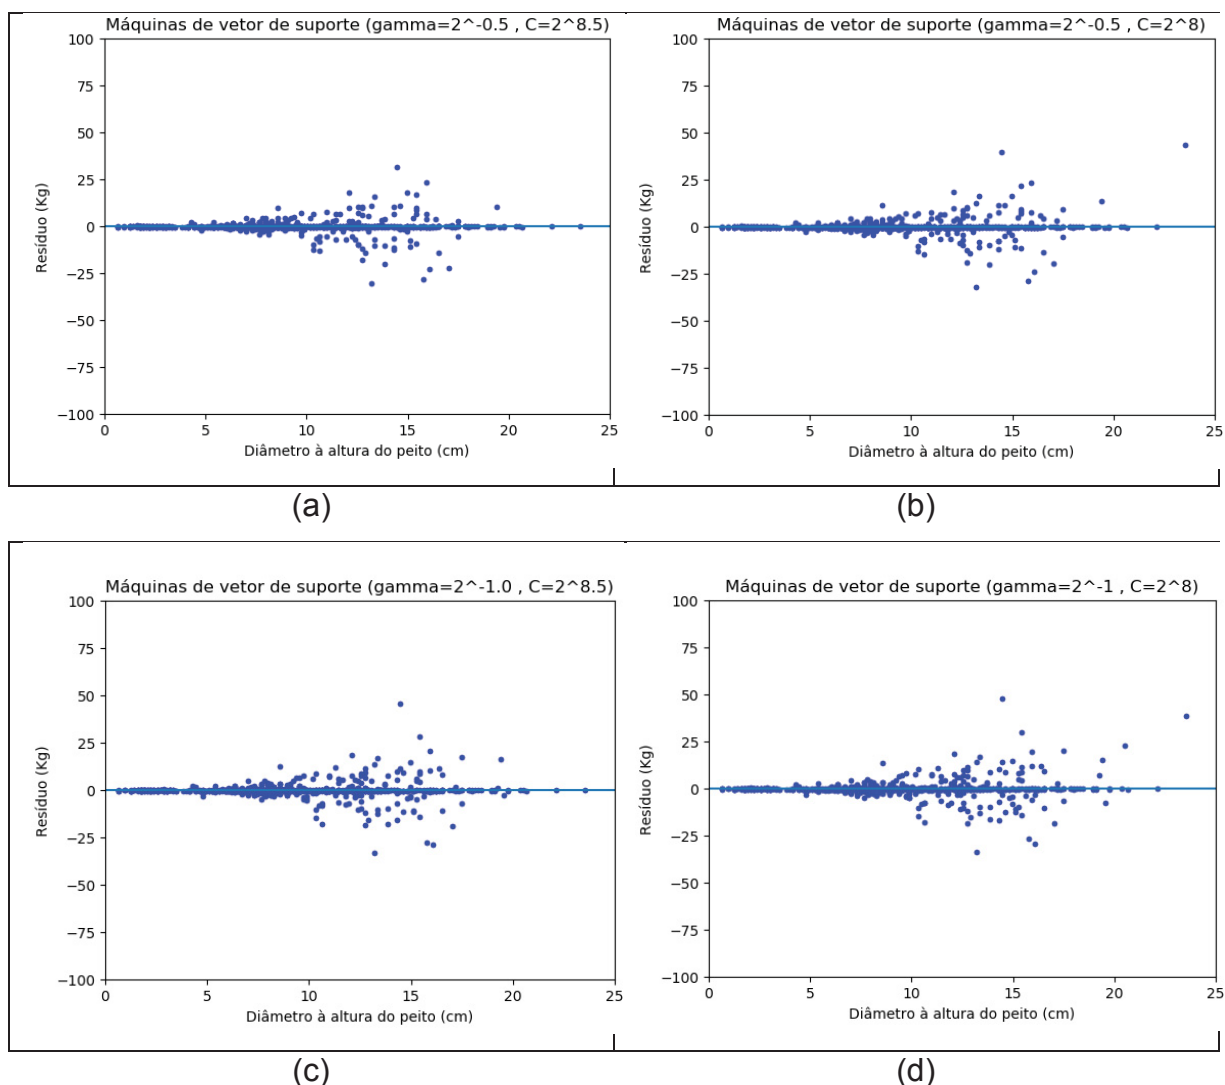 Máquinas de vetor de suporte (gamma=2^-0.5 , C=2^8.5)
100
75
50
25
0
−25
−50
−75
−100
Resíduo (Kg)
0 5 10 15 20 25
Diâmetro à altura do peito (cm)
(a)
Máquinas de vetor de suporte (gamma=2^-0.5 , C=2^8)
100
75
50
25
0
−25
−50
−75
−100
Resíduo (Kg)
0 5 10 15 20 25
Diâmetro à altura do peito (cm)
(b)
Máquinas de vetor de suporte (gamma=2^-1.0 , C=2^8.5)
100
75
50
25
0
−25
−50
−75
−100
Resíduo (Kg)
0 5 10 15 20 25
Diâmetro à altura do peito (cm)
(c)
Máquinas de vetor de suporte (gamma=2^-1 , C=2^8)
100
75
50
25
0
−25
−50
−75
−100
Resíduo (Kg)
0 5 10 15 20 25
Diâmetro à altura do peito (cm)
(d)